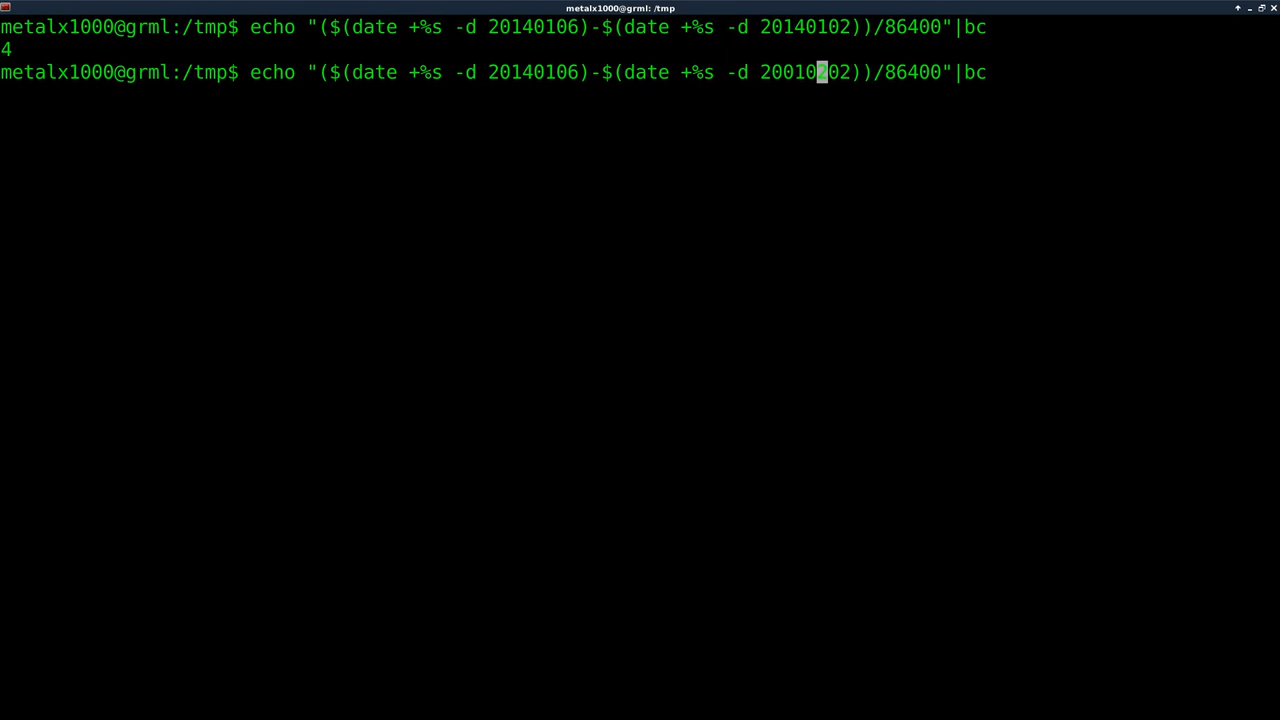 metalx1000@grml: /tmp
metalx1000@grml:/tmp$ echo "($(date +%s -d 20140106)-$(date +%s -d 20140102))/86400"|bc
4
metalx1000@grml:/tmp$ echo "($(date +%s -d 20140106)-$(date +%s -d 20010202))/86400"|bc